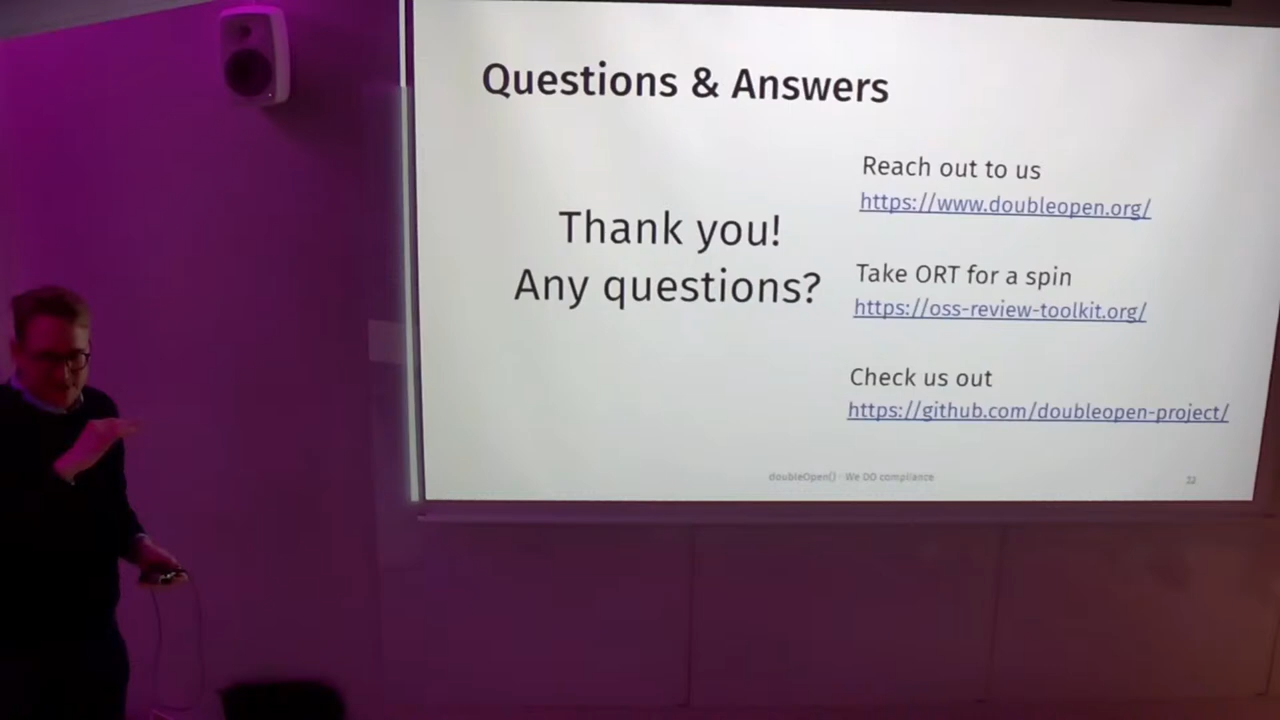 Questions & Answers
Thank you!
Any questions?
Reach out to us
https://www.doubleopen.org/
Take ORT for a spin
https://oss-review-toolkit.org/
Check us out
https://github.com/doubleopen-project/
doubleOpen() - We DO compliance